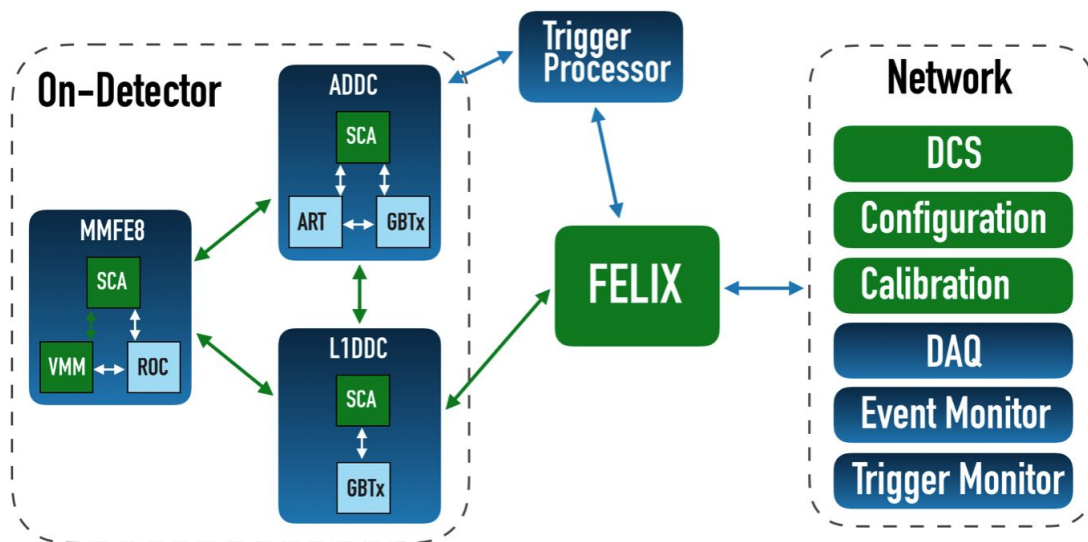 On-Detector
MMFE8
SCA
VMM
ROC
ADDC
SCA
ART
GBTx
L1DDC
SCA
GBTx
Trigger
Processor
FELIX
Network
DCS
Configuration
Calibration
DAQ
Event Monitor
Trigger Monitor